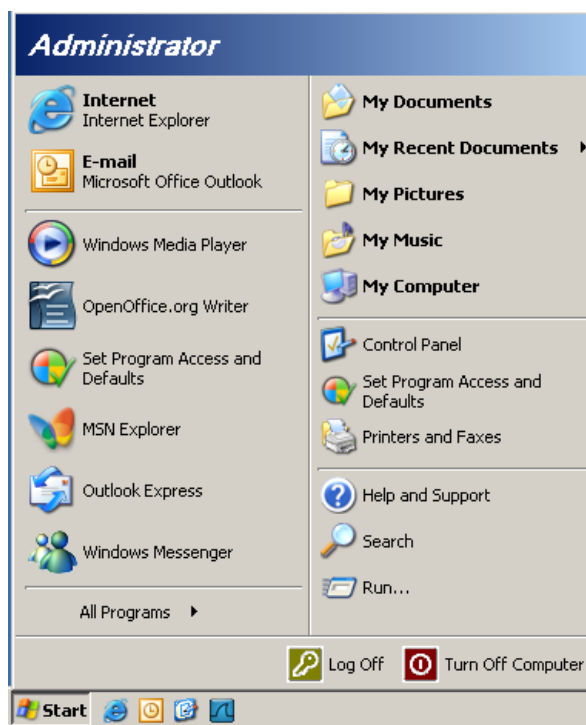 Administrator
Internet
Internet Explorer
E-mail
Microsoft Office Outlook
Windows Media Player
OpenOffice.org Writer
Set Program Access and
Defaults
MSN Explorer
Outlook Express
Windows Messenger
All Programs
My Documents
My Recent Documents
My Pictures
My Music
My Computer
Control Panel
Set Program Access and
Defaults
Printers and Faxes
Help and Support
Search
Run...
Log Off
Turn Off Computer
Start